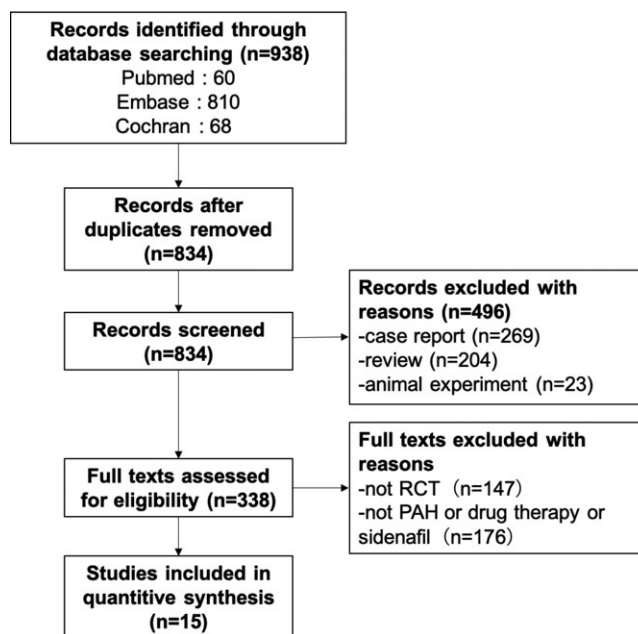 Records identified through
database searching (n=938)
Pubmed : 60
Embase : 810
Cochran : 68
Records after
duplicates removed
(n=834)
Records screened
(n=834)
Records excluded with
reasons (n=496)
-case report (n=269)
-review (n=204)
-animal experiment (n=23)
Full texts assessed
for eligibility (n=338)
Full texts excluded with
reasons
-not RCT（n=147）
-not PAH or drug therapy or
sidenafil（n=176）
Studies included in
quantitive synthesis
(n=15)